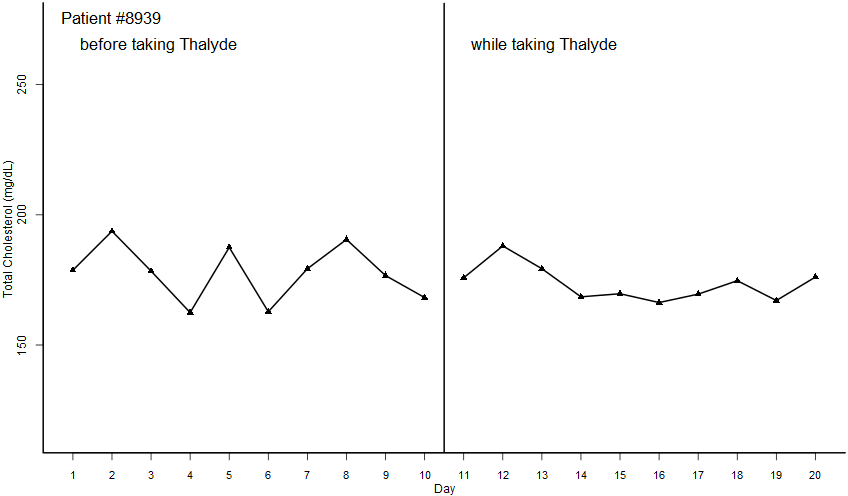 Patient #8939
before taking Thalyde
while taking Thalyde
Total Cholesterol (mg/dL)
250
200
150
1 2 3 4 5 6 7 8 9 10 11 12 13 14 15 16 17 18 19 20
Day